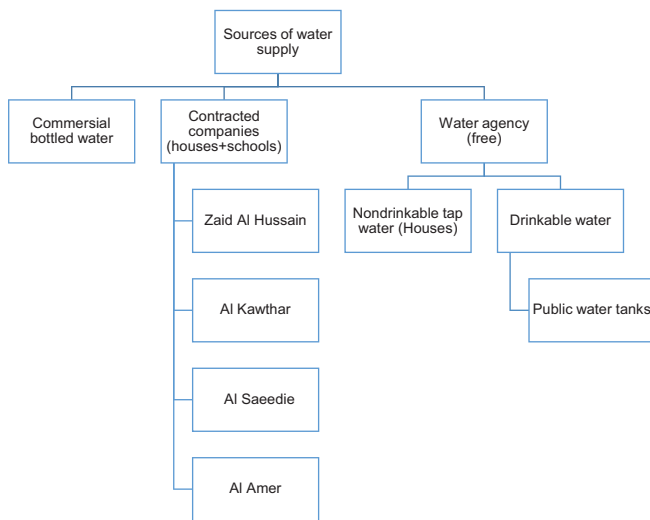 Sources of water
supply
Commersial
bottled water
Contracted
companies
(houses+schools)
Water agency
(free)
Zaid Al Hussain
Nondrinkable tap
water (Houses)
Drinkable water
Al Kawthar
Public water tanks
Al Saeedie
Al Amer